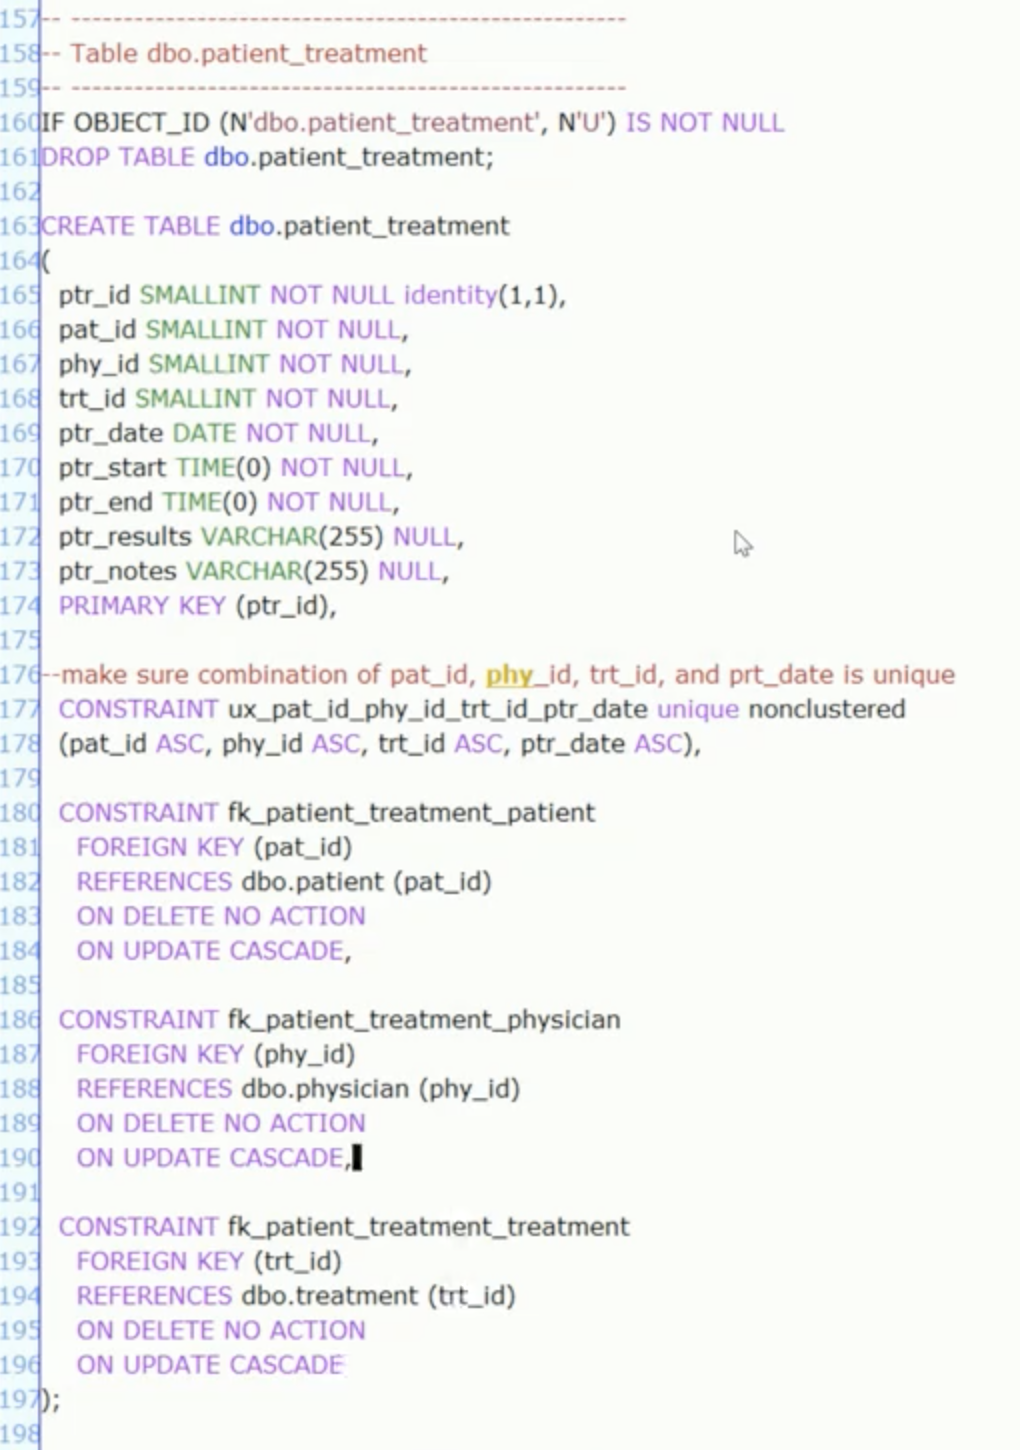 157-- -----------------------------------------------------------
158-- Table dbo.patient_treatment
159-- -----------------------------------------------------------
160IF OBJECT_ID (N'dbo.patient_treatment', N'U') IS NOT NULL
161DROP TABLE dbo.patient_treatment;
162
163CREATE TABLE dbo.patient_treatment
164(
165  ptr_id SMALLINT NOT NULL identity(1,1),
166  pat_id SMALLINT NOT NULL,
167  phy_id SMALLINT NOT NULL,
168  trt_id SMALLINT NOT NULL,
169  ptr_date DATE NOT NULL,
170  ptr_start TIME(0) NOT NULL,
171  ptr_end TIME(0) NOT NULL,
172  ptr_results VARCHAR(255) NULL,
173  ptr_notes VARCHAR(255) NULL,
174  PRIMARY KEY (ptr_id),
175
176--make sure combination of pat_id, phy_id, trt_id, and prt_date is unique
177  CONSTRAINT ux_pat_id_phy_id_trt_id_ptr_date unique nonclustered
178  (pat_id ASC, phy_id ASC, trt_id ASC, ptr_date ASC),
179
180  CONSTRAINT fk_patient_treatment_patient
181    FOREIGN KEY (pat_id)
182    REFERENCES dbo.patient (pat_id)
183    ON DELETE NO ACTION
184    ON UPDATE CASCADE,
185
186  CONSTRAINT fk_patient_treatment_physician
187    FOREIGN KEY (phy_id)
188    REFERENCES dbo.physician (phy_id)
189    ON DELETE NO ACTION
190    ON UPDATE CASCADE,
191
192  CONSTRAINT fk_patient_treatment_treatment
193    FOREIGN KEY (trt_id)
194    REFERENCES dbo.treatment (trt_id)
195    ON DELETE NO ACTION
196    ON UPDATE CASCADE
197);
198